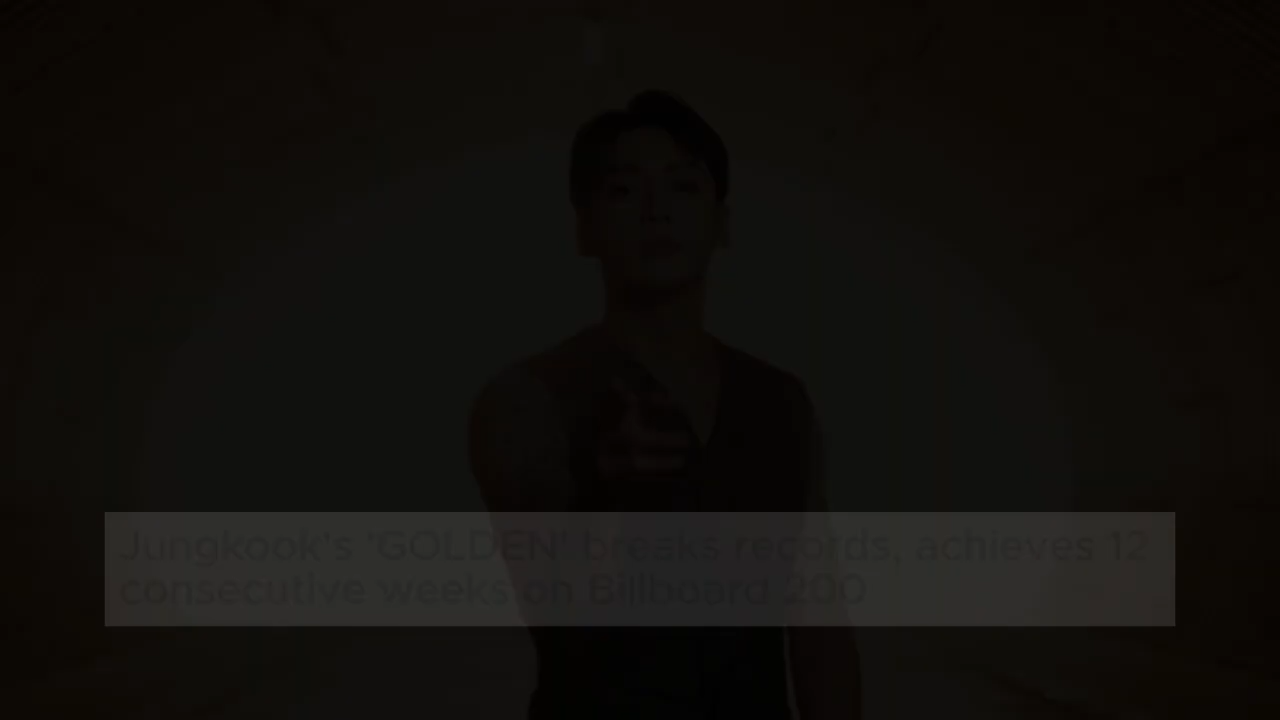 Jungkook's 'GOLDEN' breaks records, achieves 12
consecutive weeks on Billboard 200